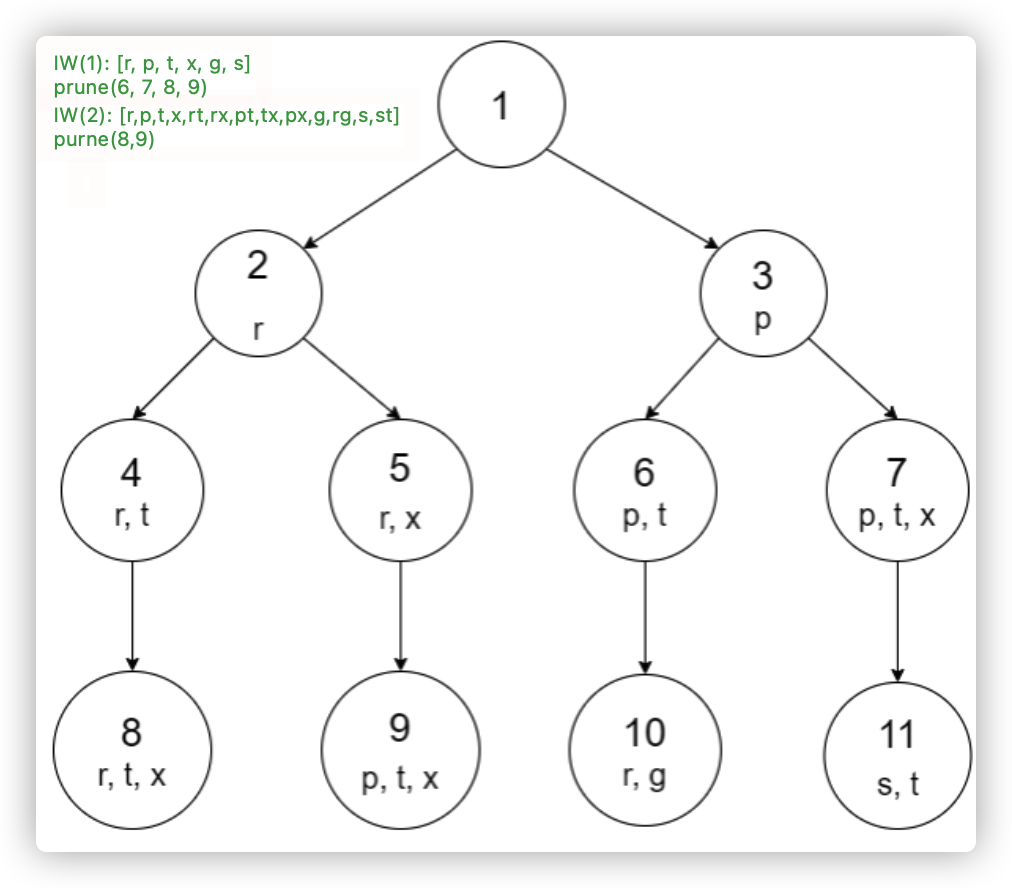 IW(1): [r, p, t, x, g, s]
prune(6, 7, 8, 9)
IW(2): [r,p,t,x,rt,rx,pt,tx,px,g,rg,s,st]
purne(8,9)
1
2
r
3
p
4
r, t
5
r, x
6
p, t
7
p, t, x
8
r, t, x
9
p, t, x
10
r, g
11
s, t